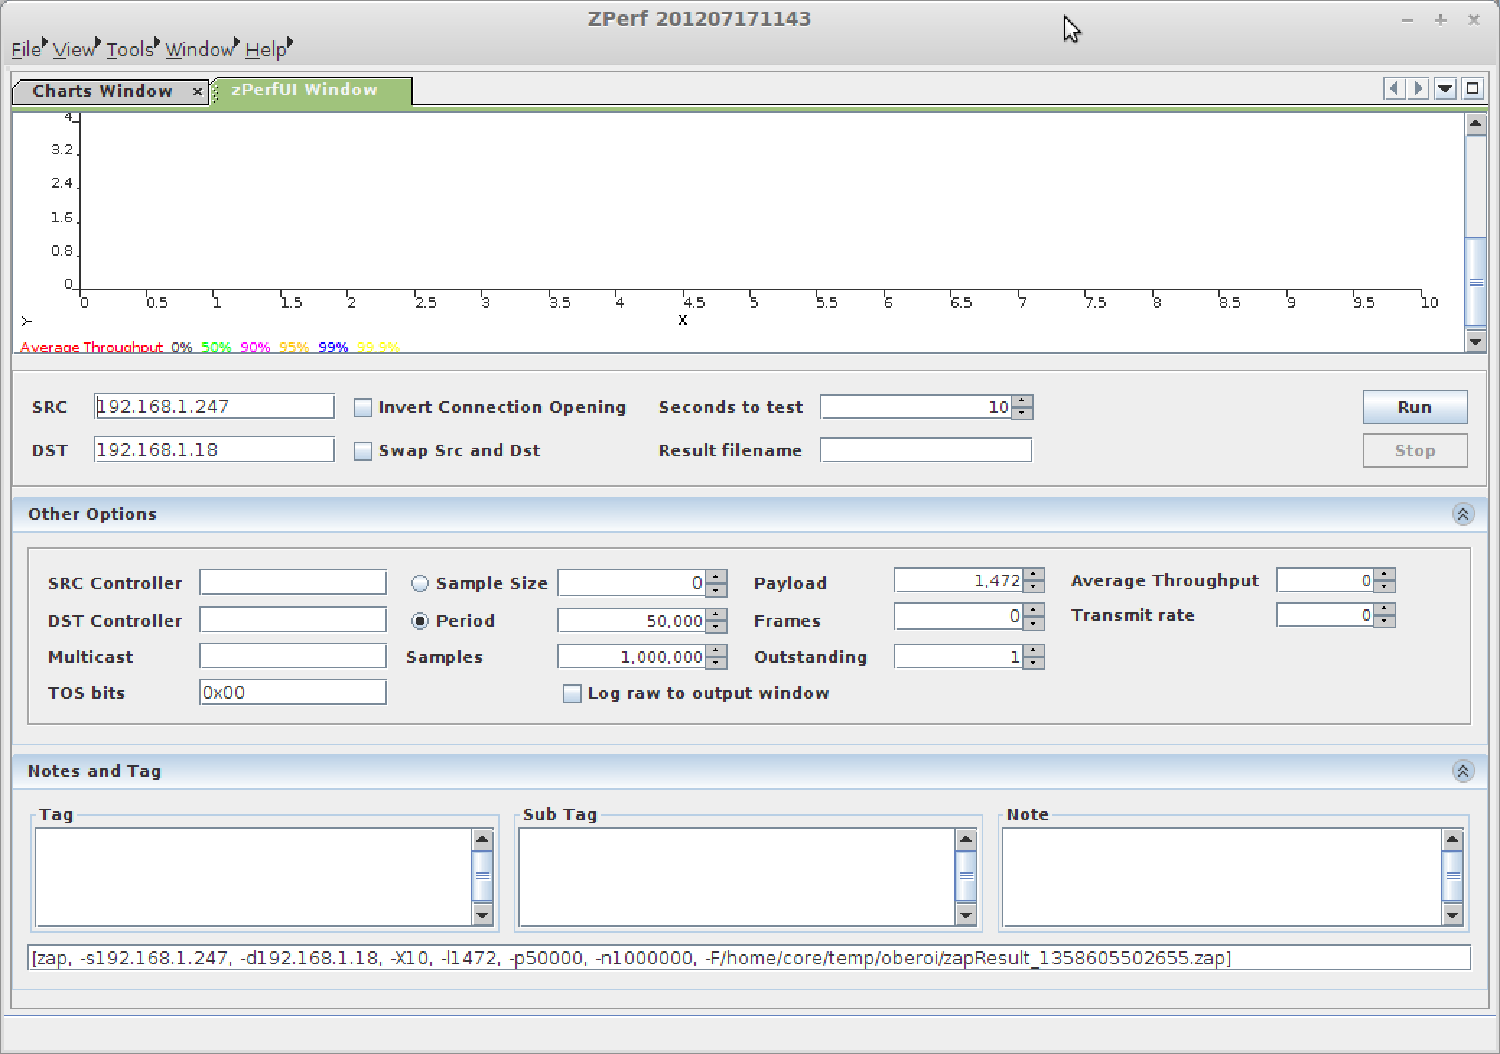 ZPerf 201207171143
File View Tools Window Help
Charts Window × zPerfUI Window
4
3.2
2.4
1.6
0.8
0
0 0.5 1 1.5 2 2.5 3 3.5 4 4.5 5 5.5 6 6.5 7 7.5 8 8.5 9 9.5 10
Y
X
Average Throughput 0% 50% 90% 95% 99% 99.9%
SRC 192.168.1.247 Invert Connection Opening Seconds to test 10 Run
DST 192.168.1.18 Swap Src and Dst Result filename Stop
Other Options
SRC Controller Sample Size 0 Payload 1,472 Average Throughput 0
DST Controller Period 50,000 Frames 0 Transmit rate 0
Multicast Samples 1,000,000 Outstanding 1
TOS bits 0x00 Log raw to output window
Notes and Tag
Tag Sub Tag Note
[zap, -s192.168.1.247, -d192.168.1.18, -X10, -l1472, -p50000, -n1000000, -F/home/core/temp/oberoi/zapResult_1358605502655.zap]